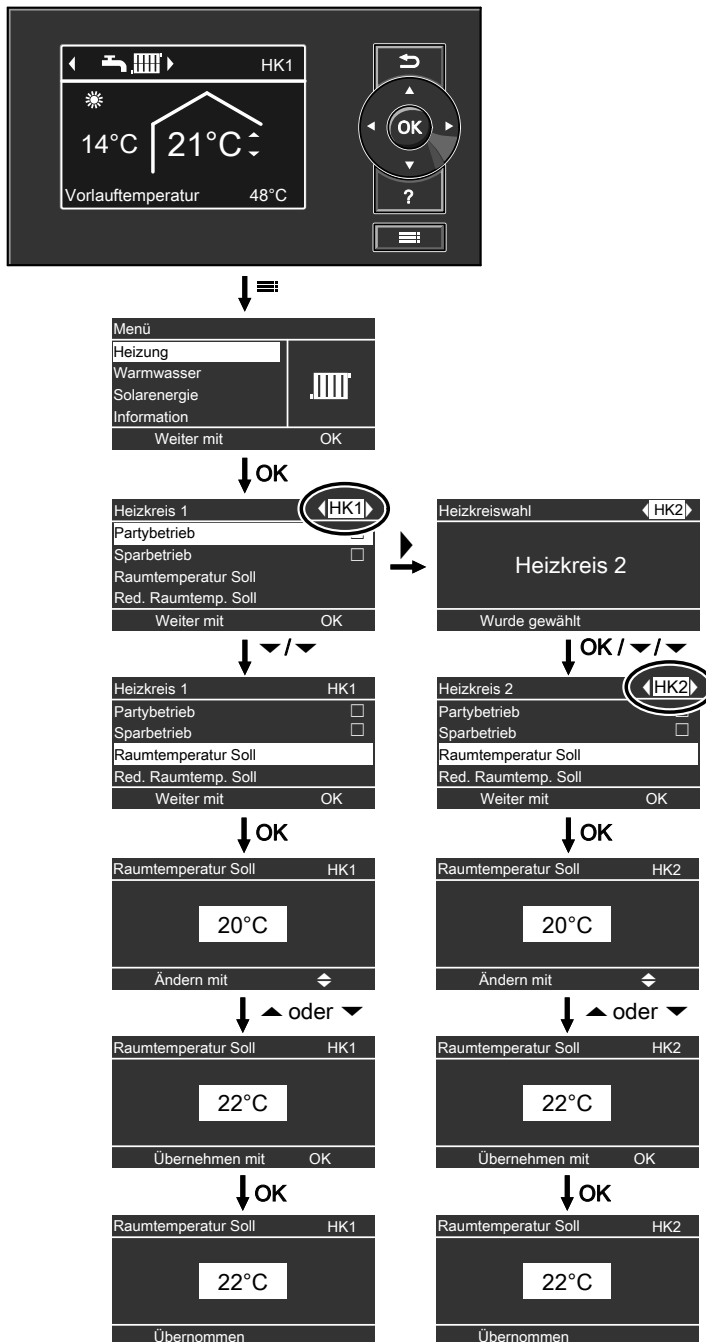 HK1
14°C 21°C
Vorlauftemperatur 48°C
OK
?
Menü
Heizung
Warmwasser
Solarenergie
Information
Weiter mit OK
OK
Heizkreis 1 HK1
Partybetrieb
Sparbetrieb
Raumtemperatur Soll
Red. Raumtemp. Soll
Weiter mit OK
Heizkreiswahl HK2
Heizkreis 2
Wurde gewählt
/
OK / /
Heizkreis 1 HK1
Partybetrieb
Sparbetrieb
Raumtemperatur Soll
Red. Raumtemp. Soll
Weiter mit OK
Heizkreis 2 HK2
Partybetrieb
Sparbetrieb
Raumtemperatur Soll
Red. Raumtemp. Soll
Weiter mit OK
OK
OK
Raumtemperatur Soll HK1
20°C
Ändern mit
Raumtemperatur Soll HK2
20°C
Ändern mit
oder
oder
Raumtemperatur Soll HK1
22°C
Übernehmen mit OK
Raumtemperatur Soll HK2
22°C
Übernehmen mit OK
OK
OK
Raumtemperatur Soll HK1
22°C
Übernommen
Raumtemperatur Soll HK2
22°C
Übernommen